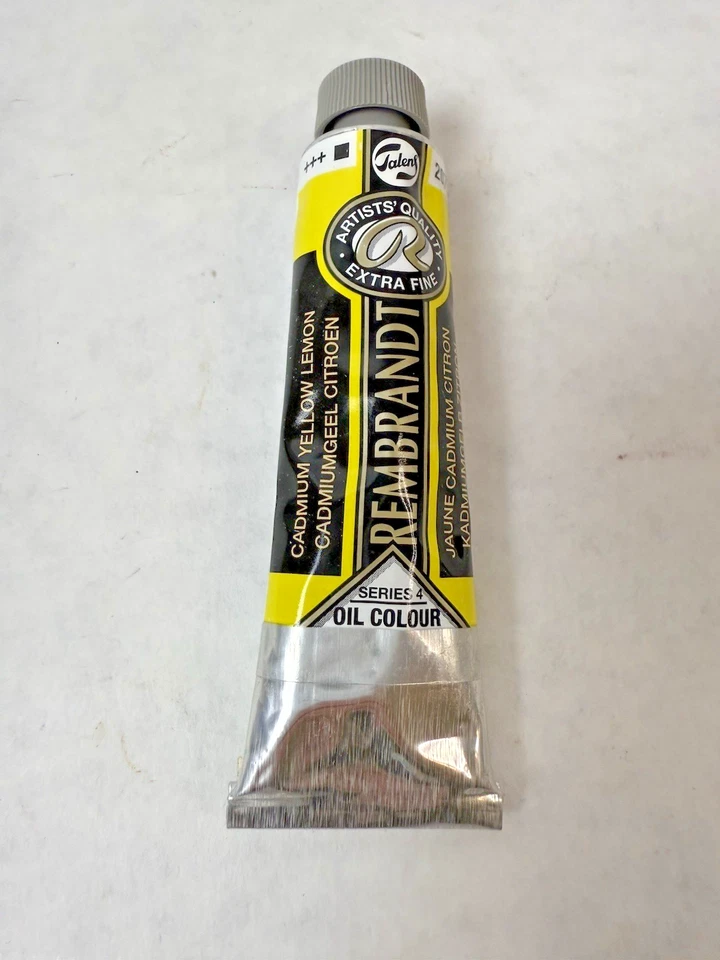 +++ ■
Talens
ARTISTS' QUALITY
R
EXTRA FINE
REMBRANDT
CADMIUM YELLOW LEMON
CADMIUMGEEL CITROEN
JAUNE CADMIUM CITRON
SERIES 4
OIL COLOUR